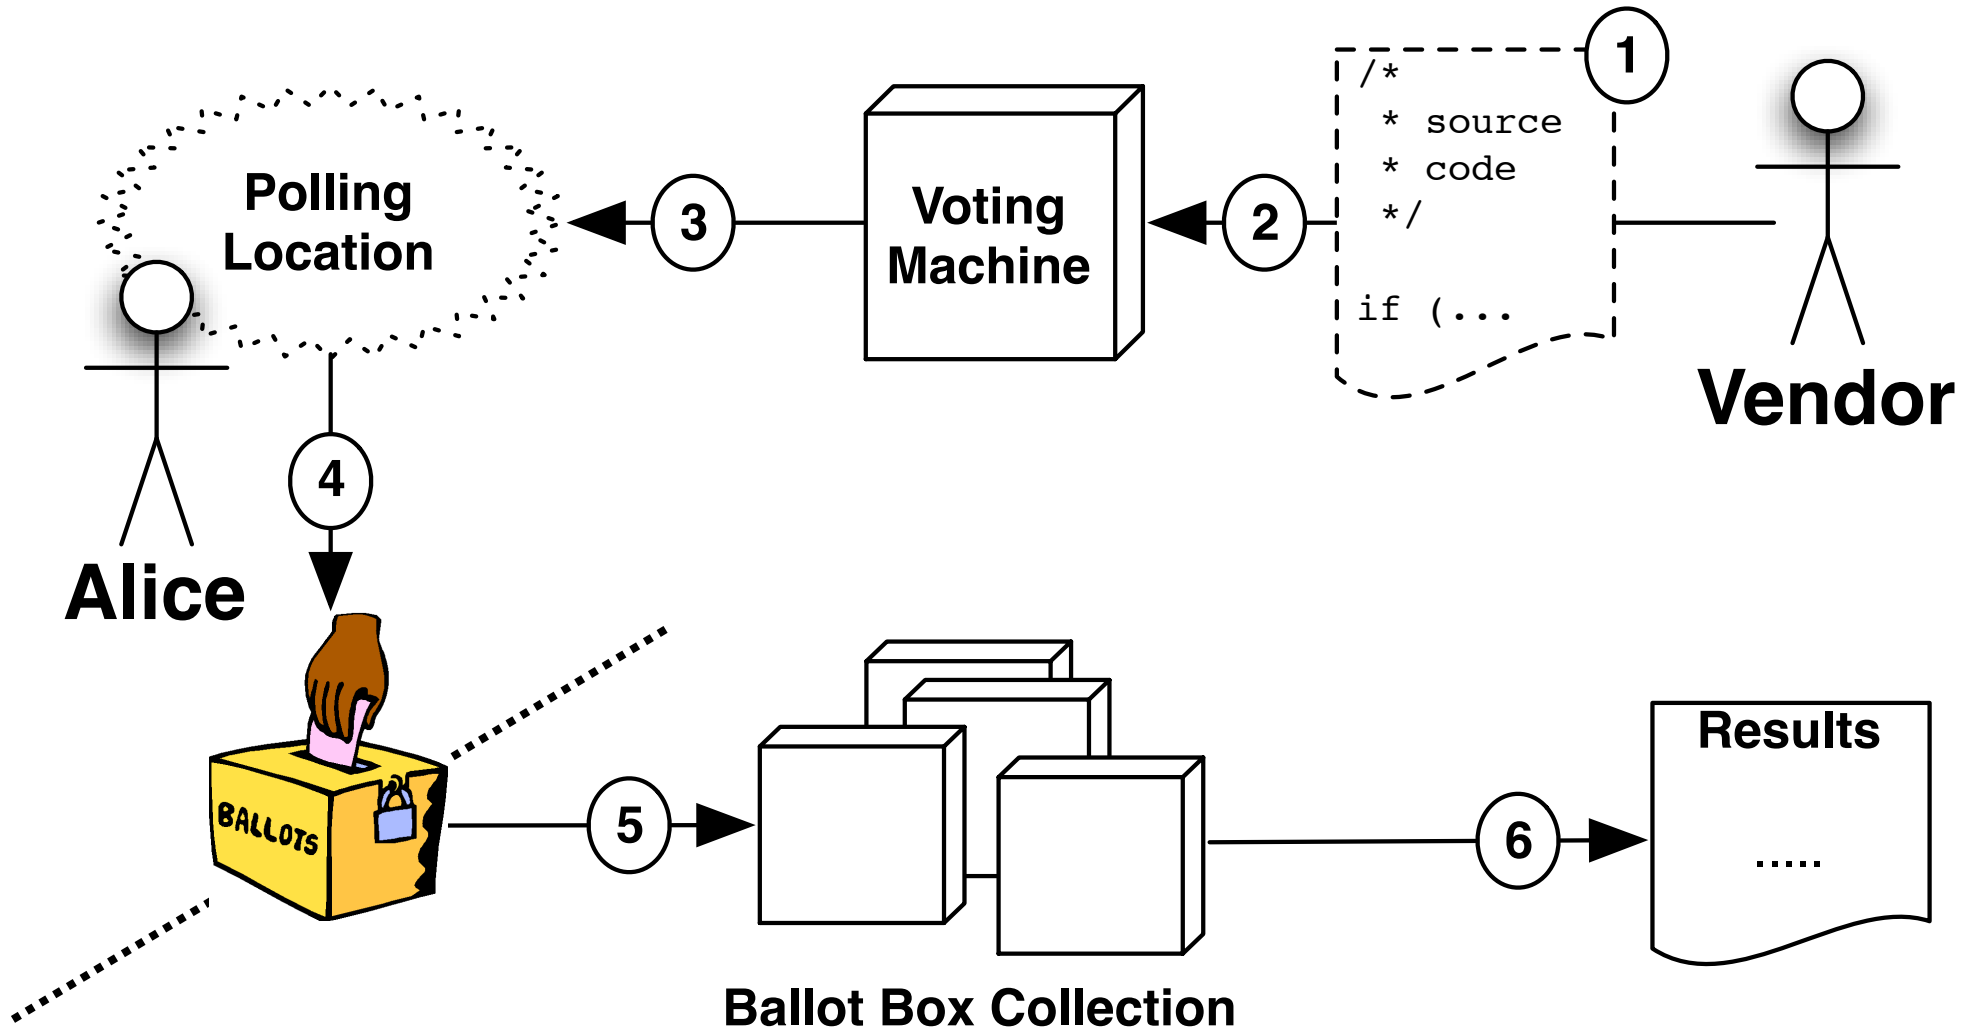 1
/*
* source
* code
*/
if (...
Vendor
2
Voting
Machine
3
Polling
Location
Alice
4
BALLOTS
5
Ballot Box Collection
6
Results
.....